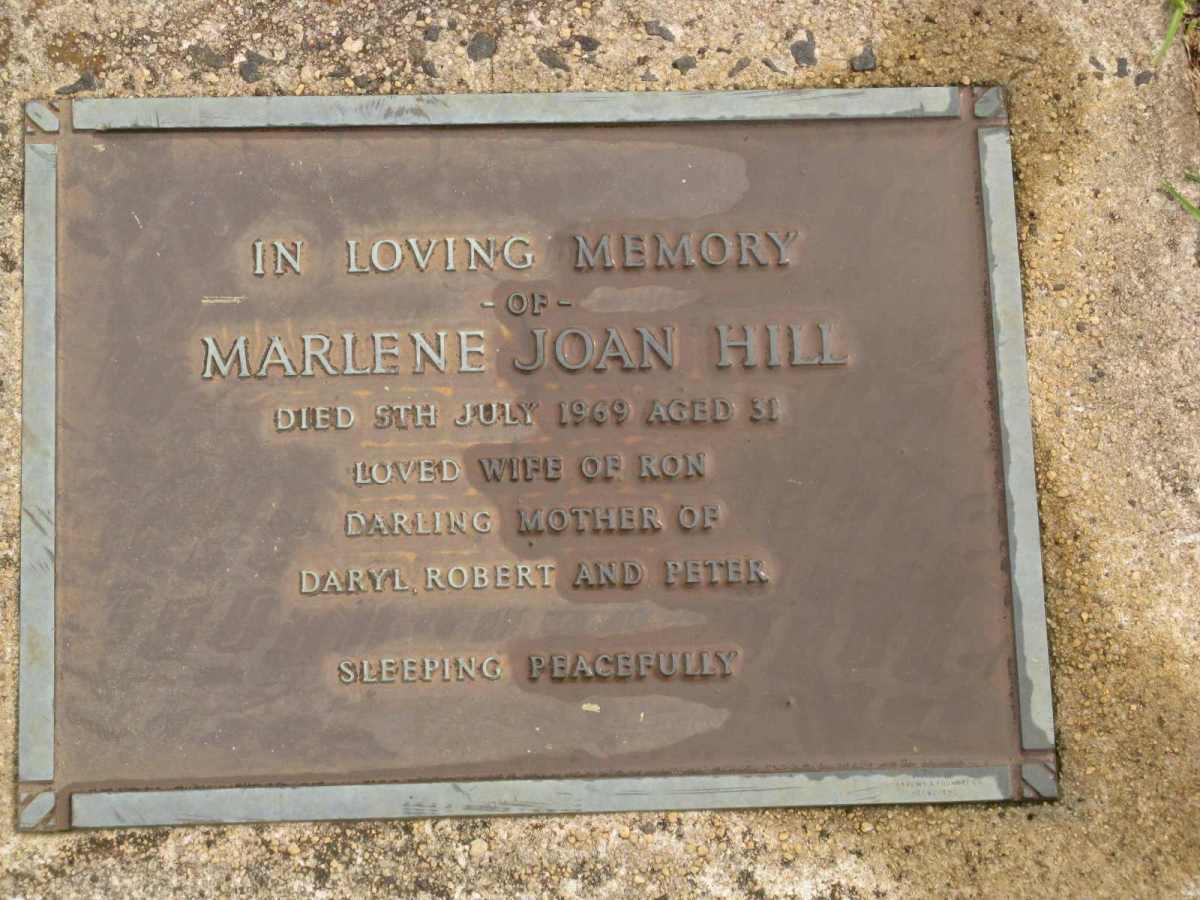 IN LOVING MEMORY
- OF -
MARLENE JOAN HILL
DIED 5TH JULY 1969 AGED 31
LOVED WIFE OF RON
DARLING MOTHER OF
DARYL, ROBERT AND PETER
SLEEPING PEACEFULLY